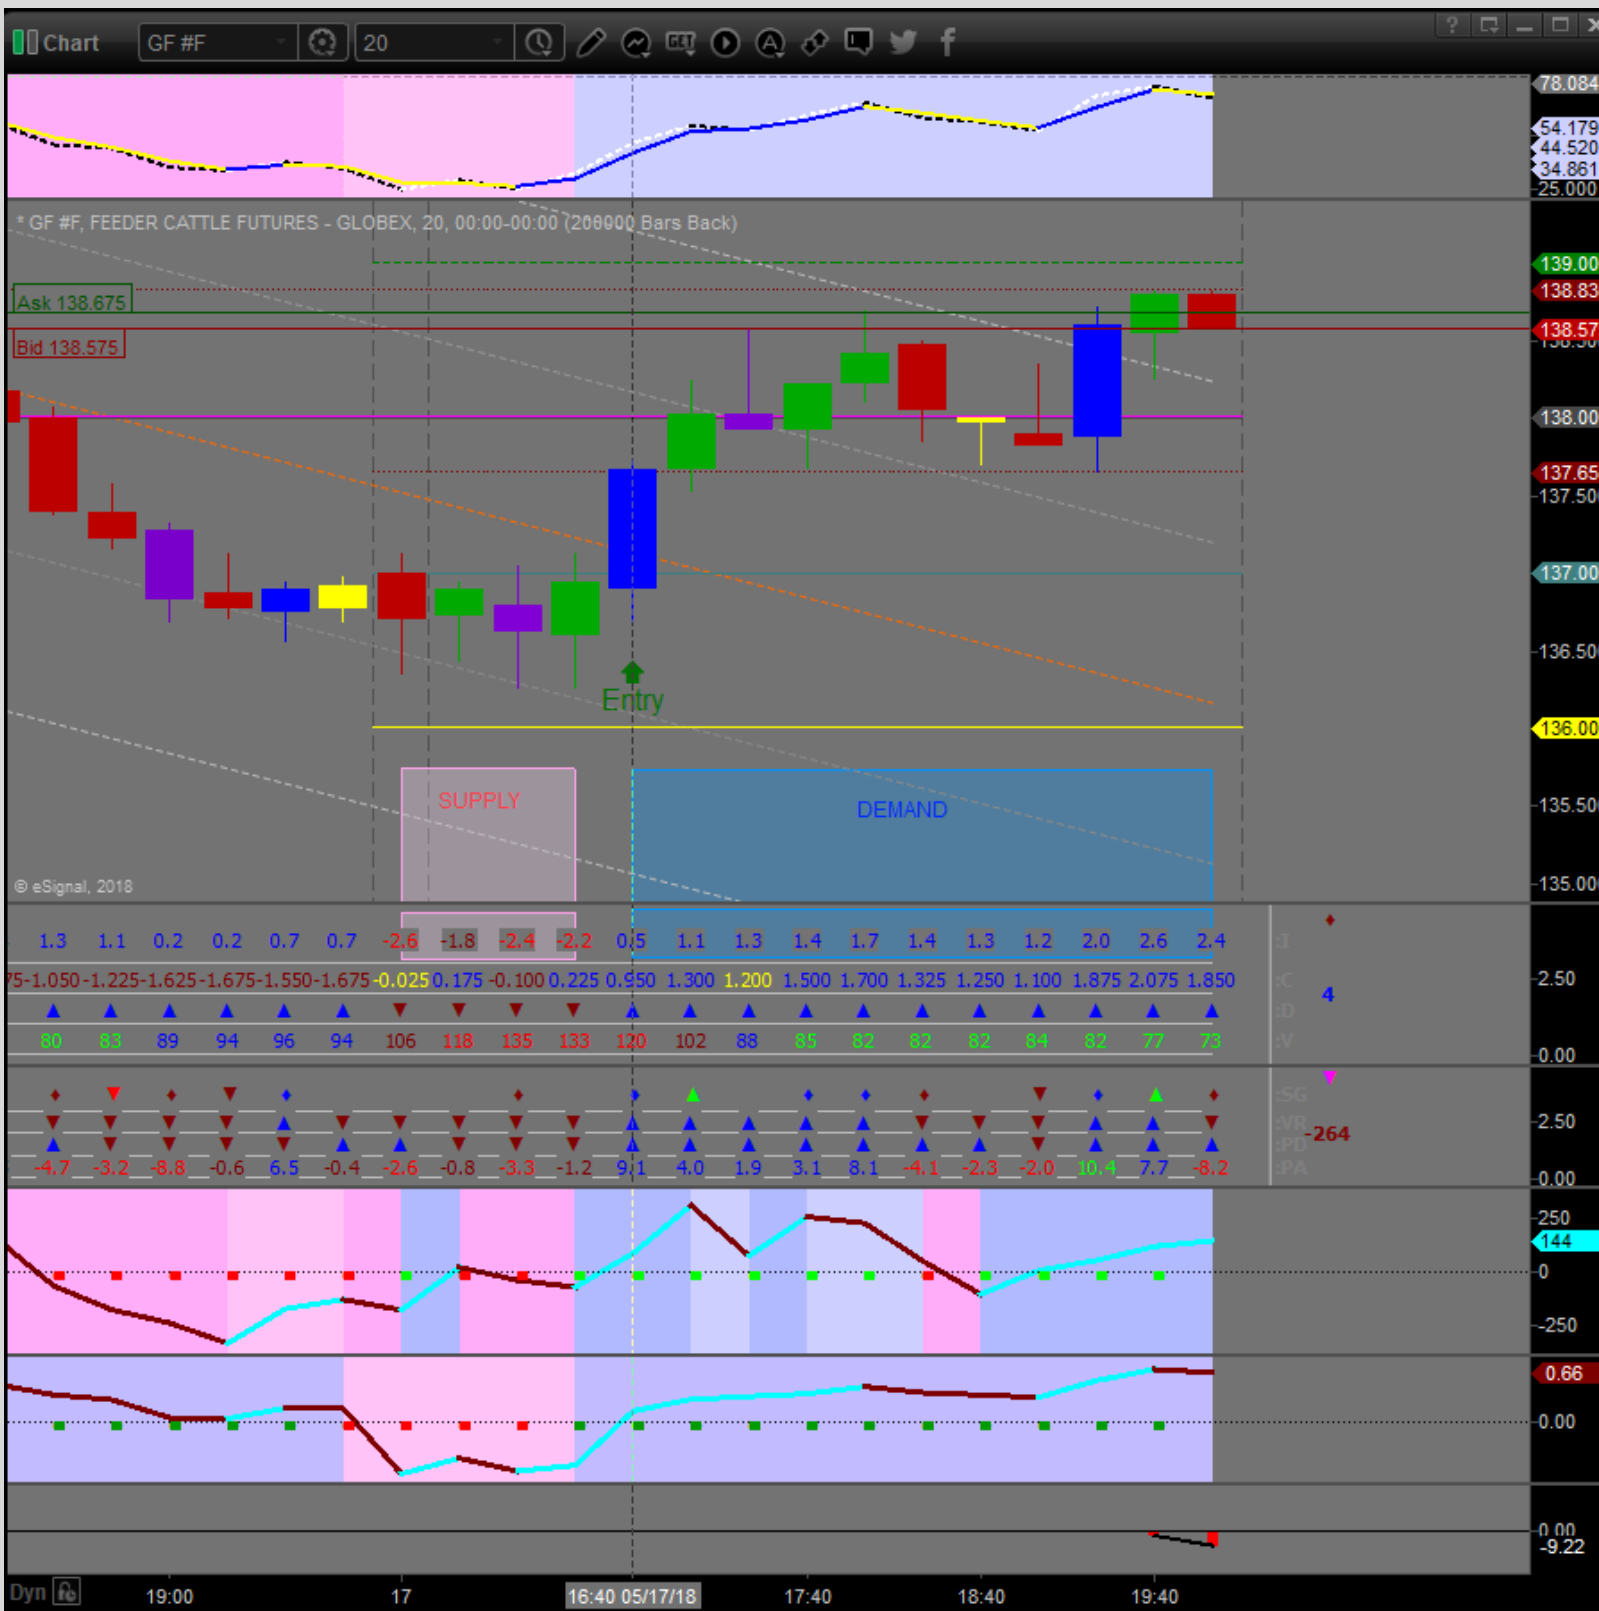 Chart GF #F 20 GET A ?
78.084
54.179
44.520
34.861
25.000
* GF #F, FEEDER CATTLE FUTURES - GLOBEX, 20, 00:00-00:00 (200000 Bars Back)
139.00
138.83
Ask 138.675
138.57
Bid 138.575
138.00
137.65
137.50
137.00
136.50
Entry
136.00
SUPPLY
DEMAND
135.50
© eSignal, 2018
135.00
1.3 1.1 0.2 0.2 0.7 0.7 -2.6 -1.8 -2.4 -2.2 0.5 1.1 1.3 1.4 1.7 1.4 1.3 1.2 2.0 2.6 2.4 :I
75 -1.050 -1.225 -1.625 -1.675 -1.550 -1.675 -0.025 0.175 -0.100 0.225 0.950 1.300 1.200 1.500 1.700 1.325 1.250 1.100 1.875 2.075 1.850 :C 2.50
4
:D
80 83 89 94 96 94 106 118 135 133 120 102 88 85 82 82 82 84 82 77 73 :V
0.00
:SG
:VR 2.50
-264
:PD
-4.7 -3.2 -8.8 -0.6 6.5 -0.4 -2.6 -0.8 -3.3 -1.2 9.1 4.0 1.9 3.1 8.1 -4.1 -2.3 -2.0 10.4 7.7 -8.2 :PA
0.00
250
144
0
-250
0.66
0.00
0.00
-9.22
Dyn 19:00 17 16:40 05/17/18 17:40 18:40 19:40